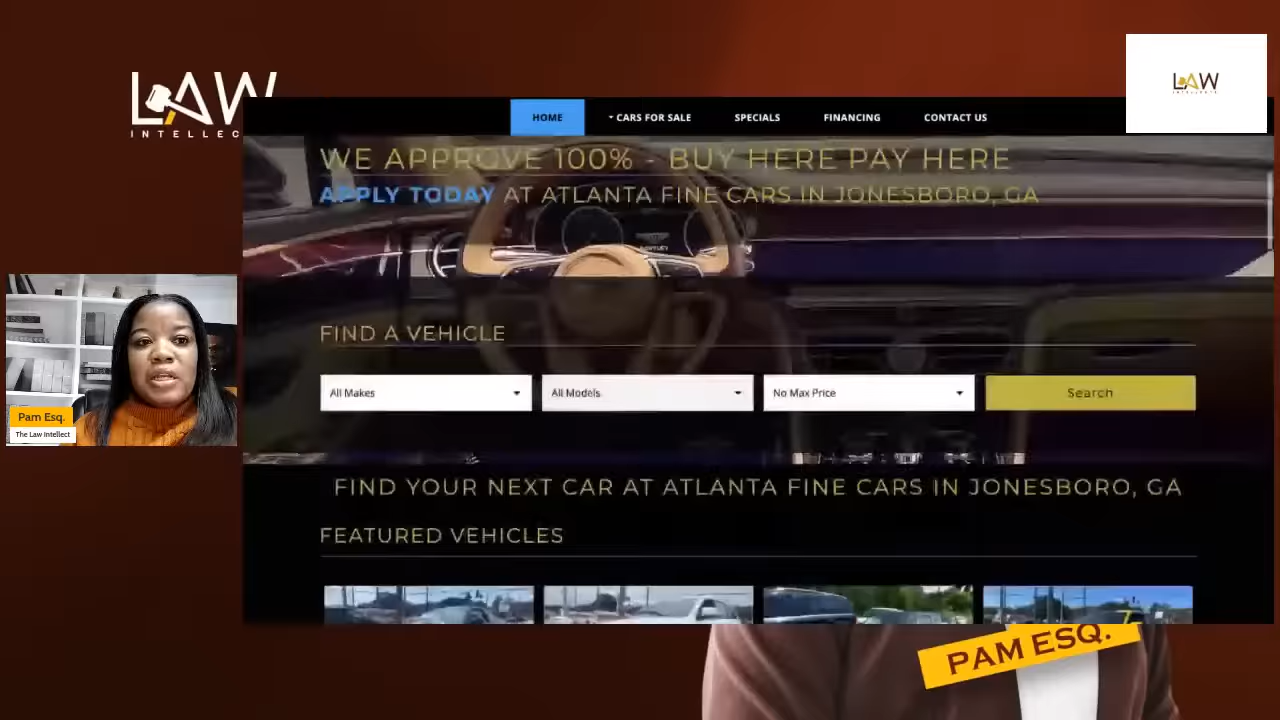 LAW
INTELLEC
LAW
HOME
CARS FOR SALE
SPECIALS
FINANCING
CONTACT US
WE APPROVE 100% - BUY HERE PAY HERE
APPLY TODAY AT ATLANTA FINE CARS IN JONESBORO, GA
FIND A VEHICLE
All Makes
All Models
No Max Price
Search
Pam Esq.
The Law Intellect
FIND YOUR NEXT CAR AT ATLANTA FINE CARS IN JONESBORO, GA
FEATURED VEHICLES
PAM ESQ.